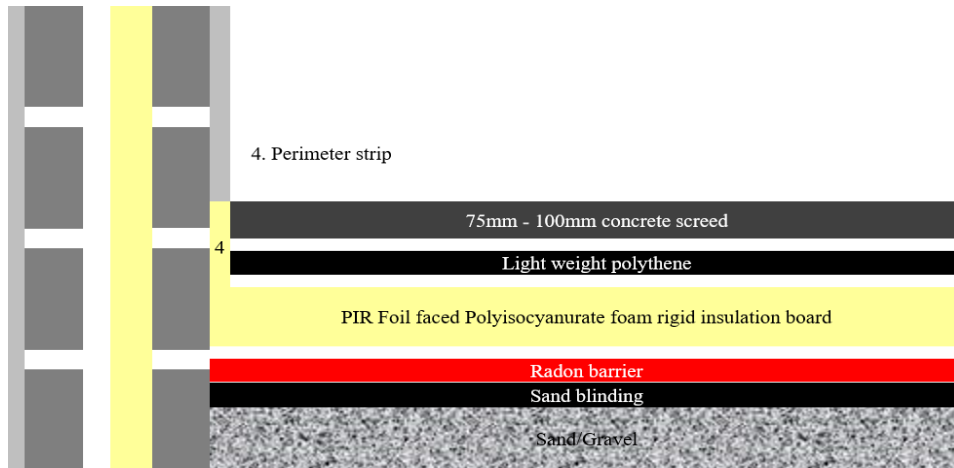 4. Perimeter strip
75mm - 100mm concrete screed
4
Light weight polythene
PIR Foil faced Polyisocyanurate foam rigid insulation board
Radon barrier
Sand blinding
Sand/Gravel